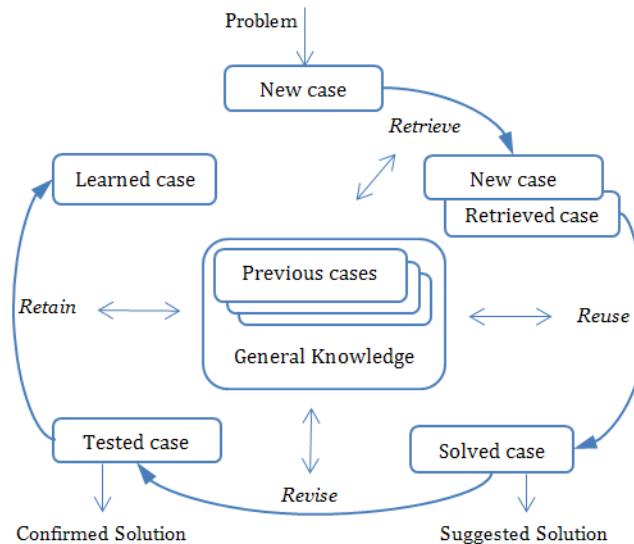 Problem
New case
Retrieve
Learned case
New case
Retrieved case
Previous cases
General Knowledge
Retain
Reuse
Tested case
Solved case
Revise
Confirmed Solution
Suggested Solution